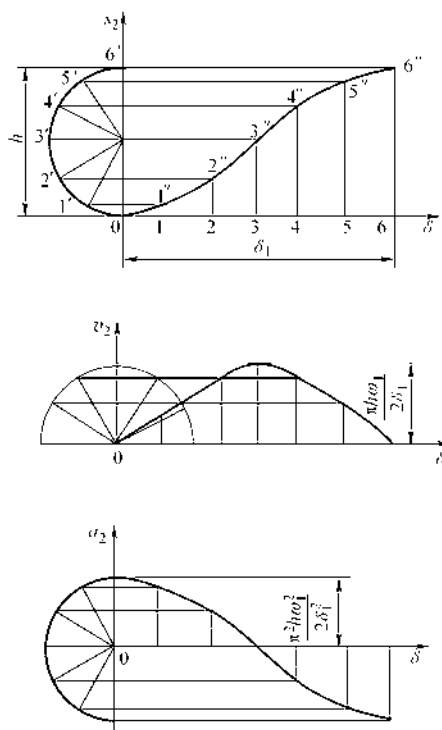 s₂
6′ 6″
5′ 5″
4′ 4″
3′ 3″
h
2′ 2″
1′ 1″
0 1 2 3 4 5 6 δ
δ₁
v₂
πhω₁
2δ₁
0 δ
a₂
π²hω₁²
2δ₁²
0 δ